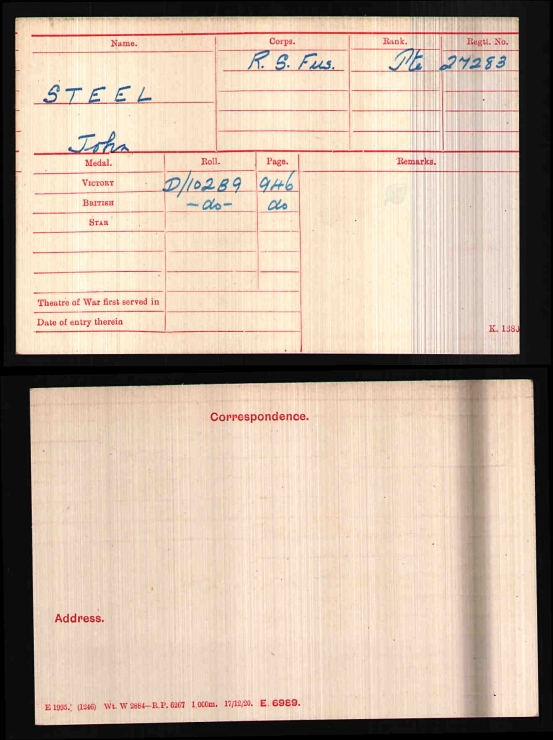 Name. Corps. Rank. Regtl. No.
R. S. Fus. Pte 27283
STEEL
John
Medal. Roll. Page. Remarks.
VICTORY D/102B9 946
BRITISH -do- do
STAR
Theatre of War first served in
Date of entry therein
K. 1380
Correspondence.
Address.
E 1995. (1246) Wt. W 2884—R.P. 6267 1,000m. 17/12/20. E. 6989.